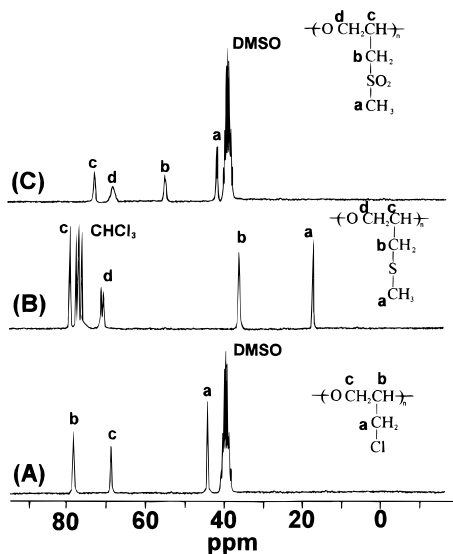 d c
-(O CH₂CH)-n
b CH₂
SO₂
a CH₃
DMSO
a
c
d
b
(C)
d c
-(O CH₂CH)-n
b CH₂
S
a CH₃
c
CHCl₃
d
b
a
(B)
DMSO
c b
-(O CH₂CH)-n
a CH₂
Cl
a
b
c
(A)
80 60 40 20 0
ppm